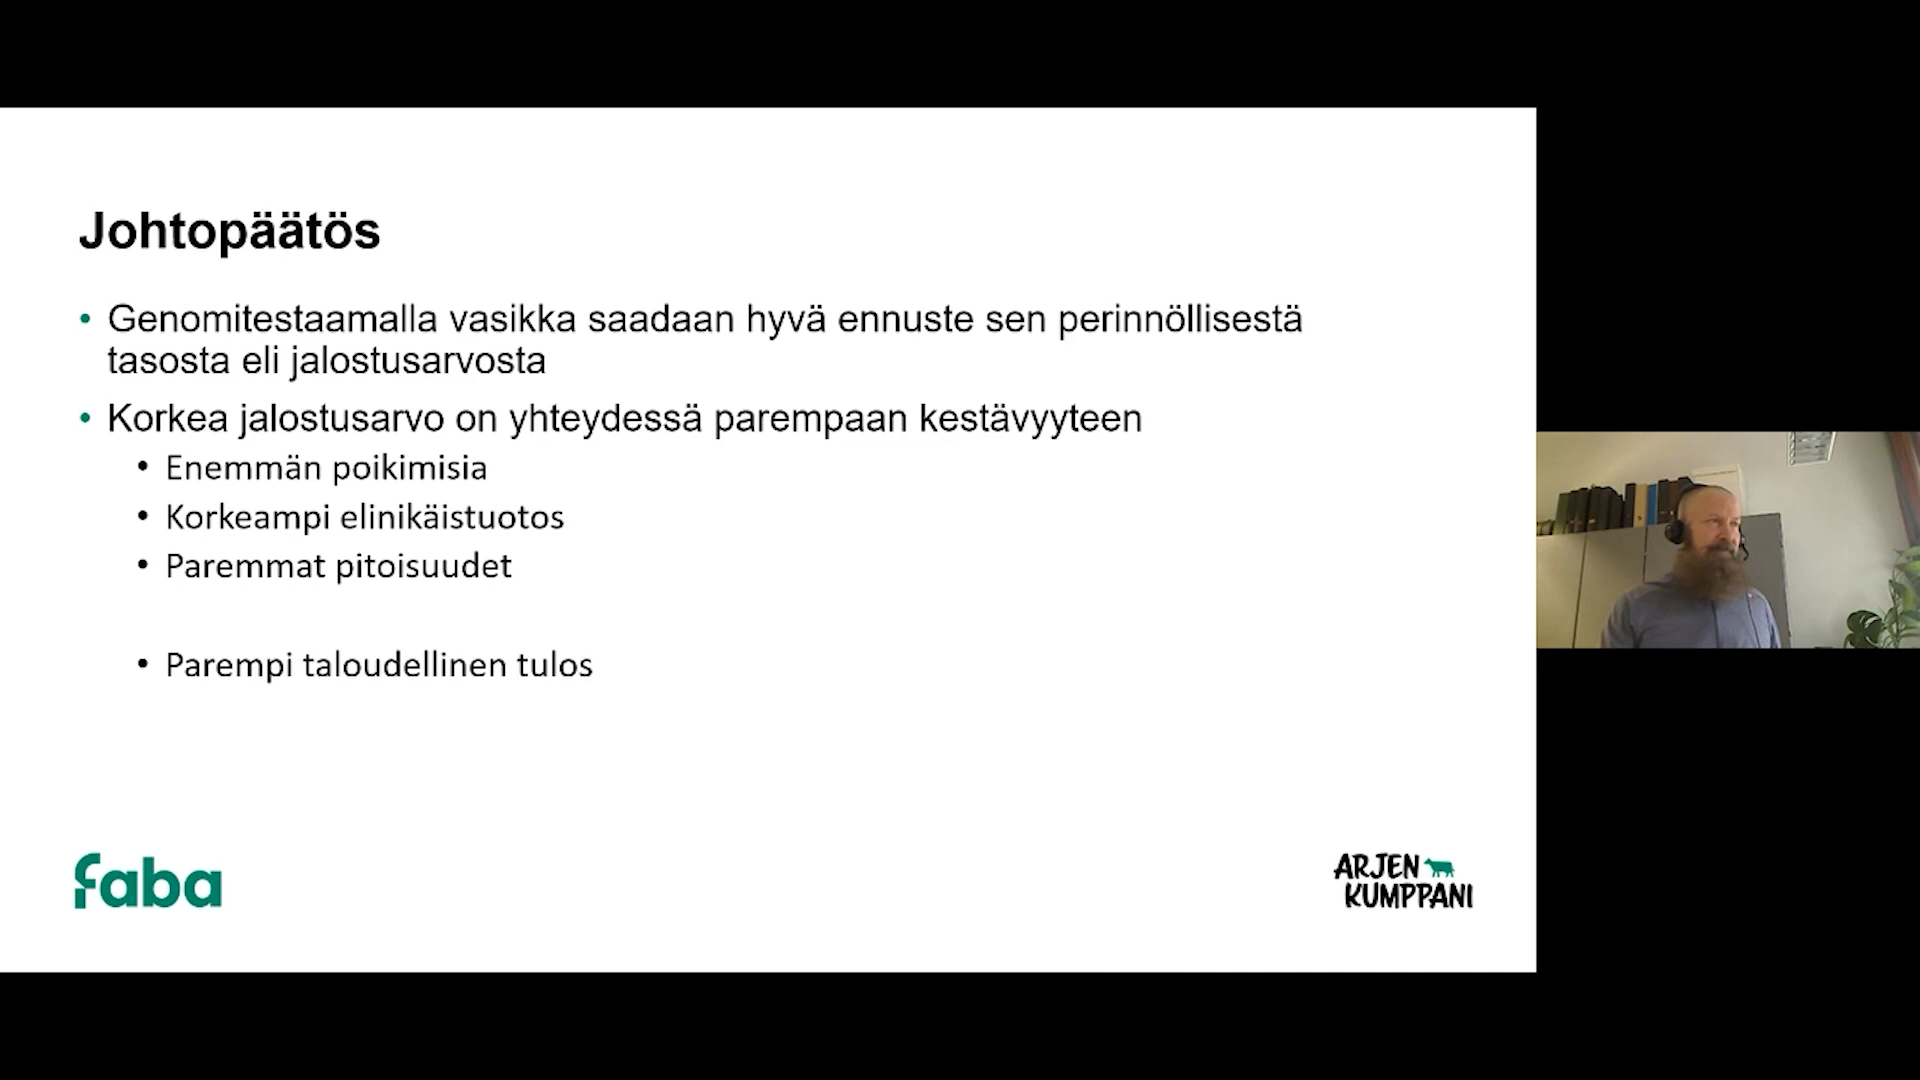 Johtopäätös
• Genomitestaamalla vasikka saadaan hyvä ennuste sen perinnöllisestä
tasosta eli jalostusarvosta
• Korkea jalostusarvo on yhteydessä parempaan kestävyyteen
• Enemmän poikimisia
• Korkeampi elinikäistuotos
• Paremmat pitoisuudet
• Parempi taloudellinen tulos
faba
ARJEN
KUMPPANI